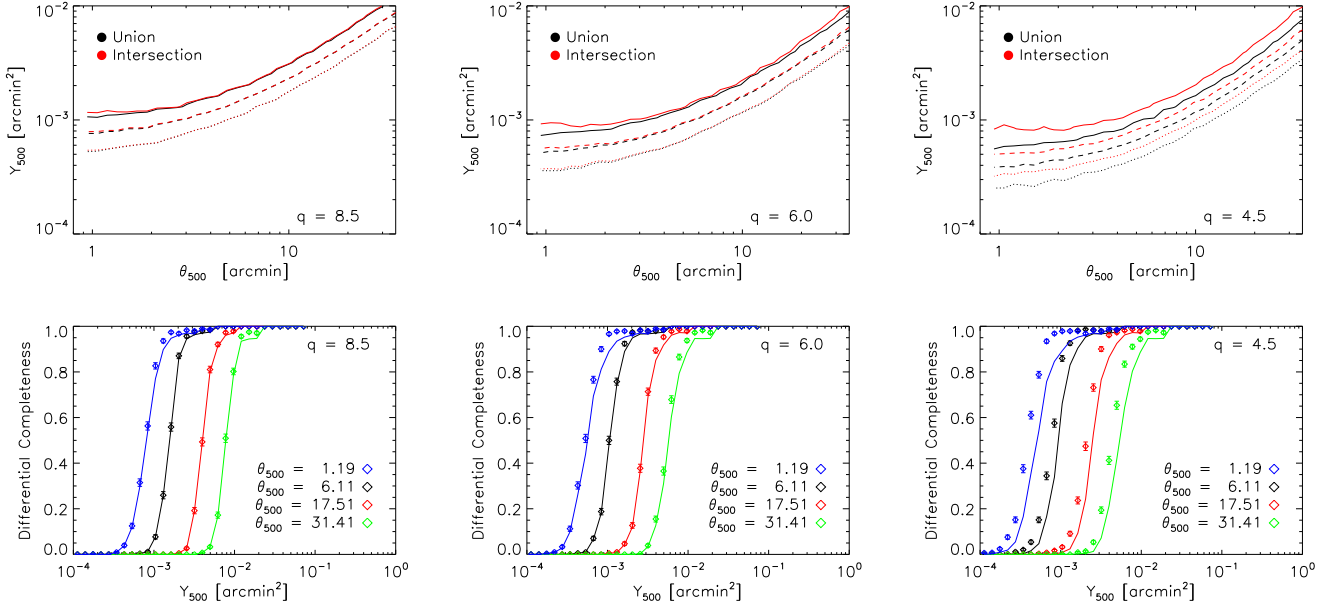 10⁻² 10⁻² 10⁻²
Union Union Union
Intersection Intersection Intersection
Y₅₀₀ [arcmin²] Y₅₀₀ [arcmin²] Y₅₀₀ [arcmin²]
10⁻³ 10⁻³ 10⁻³
q = 8.5 q = 6.0 q = 4.5
10⁻⁴ 10⁻⁴ 10⁻⁴
1 10 1 10 1 10
θ₅₀₀ [arcmin] θ₅₀₀ [arcmin] θ₅₀₀ [arcmin]
1.0 1.0 1.0
q = 8.5 q = 6.0 q = 4.5
0.8 0.8 0.8
0.6 0.6 0.6
Differential Completeness Differential Completeness Differential Completeness
0.4 0.4 0.4
θ₅₀₀ = 1.19 θ₅₀₀ = 1.19 θ₅₀₀ = 1.19
θ₅₀₀ = 6.11 θ₅₀₀ = 6.11 θ₅₀₀ = 6.11
0.2 0.2 0.2
θ₅₀₀ = 17.51 θ₅₀₀ = 17.51 θ₅₀₀ = 17.51
θ₅₀₀ = 31.41 θ₅₀₀ = 31.41 θ₅₀₀ = 31.41
0.0 0.0 0.0
10⁻⁴ 10⁻³ 10⁻² 10⁻¹ 10⁰ 10⁻⁴ 10⁻³ 10⁻² 10⁻¹ 10⁰ 10⁻⁴ 10⁻³ 10⁻² 10⁻¹ 10⁰
Y₅₀₀ [arcmin²] Y₅₀₀ [arcmin²] Y₅₀₀ [arcmin²]